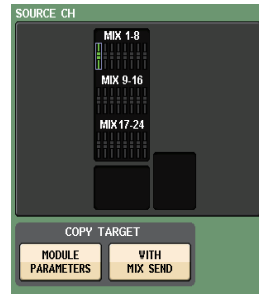 SOURCE CH
MIX 1-8
MIX 9-16
MIX 17-24
COPY TARGET
MODULE
PARAMETERS
WITH
MIX SEND